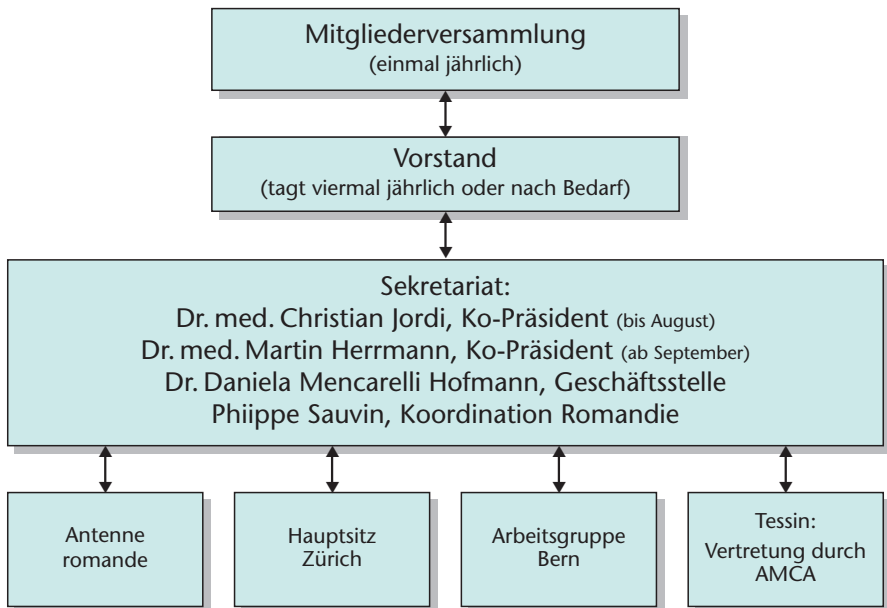 Mitgliederversammlung
(einmal jährlich)
Vorstand
(tagt viermal jährlich oder nach Bedarf)
Sekretariat:
Dr. med. Christian Jordi, Ko-Präsident (bis August)
Dr. med. Martin Herrmann, Ko-Präsident (ab September)
Dr. Daniela Mencarelli Hofmann, Geschäftsstelle
Phiippe Sauvin, Koordination Romandie
Antenne
romande
Hauptsitz
Zürich
Arbeitsgruppe
Bern
Tessin:
Vertretung durch
AMCA